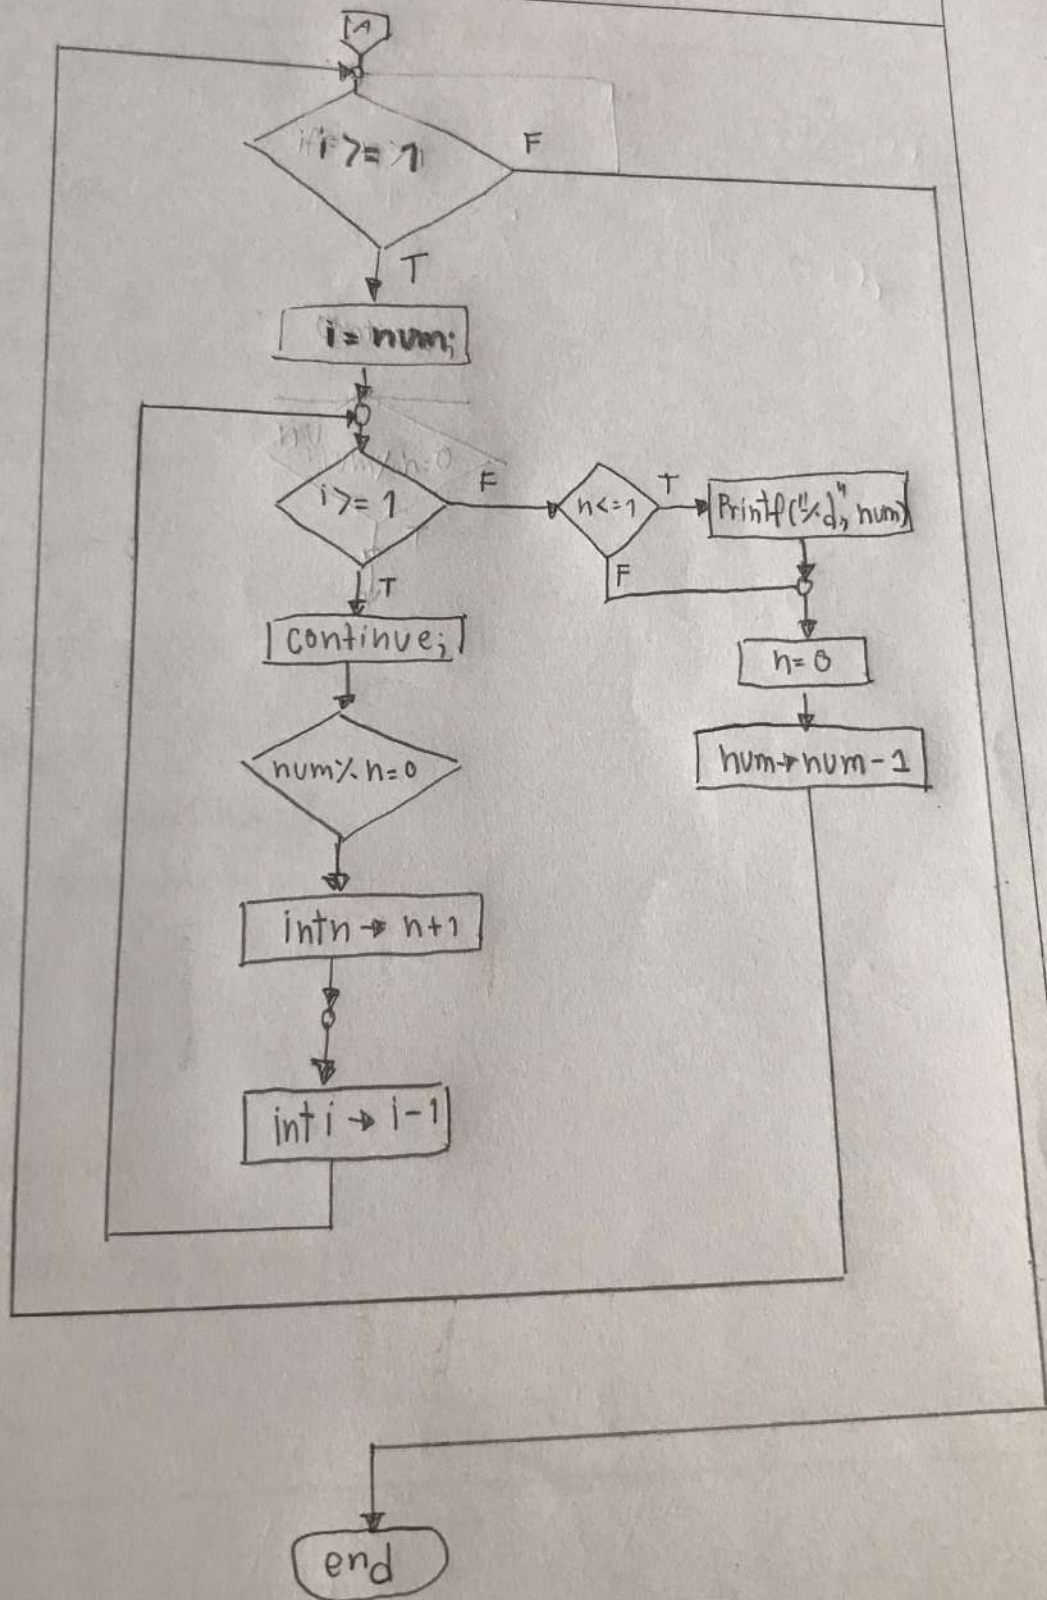 A
i >= 1
F
T
i = num;
i >= 1
F
n <= 1
T
Printf("%d", num)
F
T
continue;
n = 0
num → num - 1
num % n = 0
int n → n + 1
int i → i - 1
end